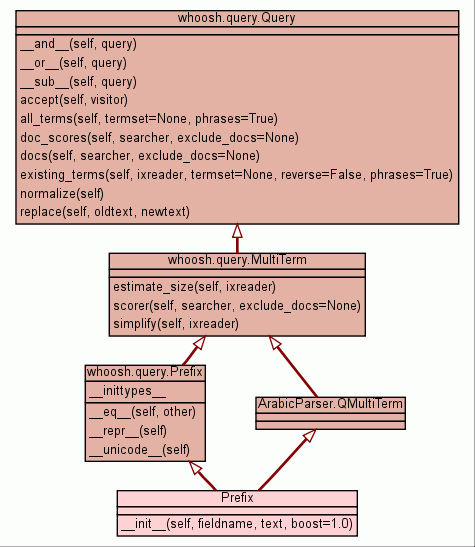 whoosh.query.Query
__and__(self, query)
__or__(self, query)
__sub__(self, query)
accept(self, visitor)
all_terms(self, termset=None, phrases=True)
doc_scores(self, searcher, exclude_docs=None)
docs(self, searcher, exclude_docs=None)
existing_terms(self, ixreader, termset=None, reverse=False, phrases=True)
normalize(self)
replace(self, oldtext, newtext)
whoosh.query.MultiTerm
estimate_size(self, ixreader)
scorer(self, searcher, exclude_docs=None)
simplify(self, ixreader)
whoosh.query.Prefix
__inittypes__
__eq__(self, other)
__repr__(self)
__unicode__(self)
ArabicParser.QMultiTerm
Prefix
__init__(self, fieldname, text, boost=1.0)